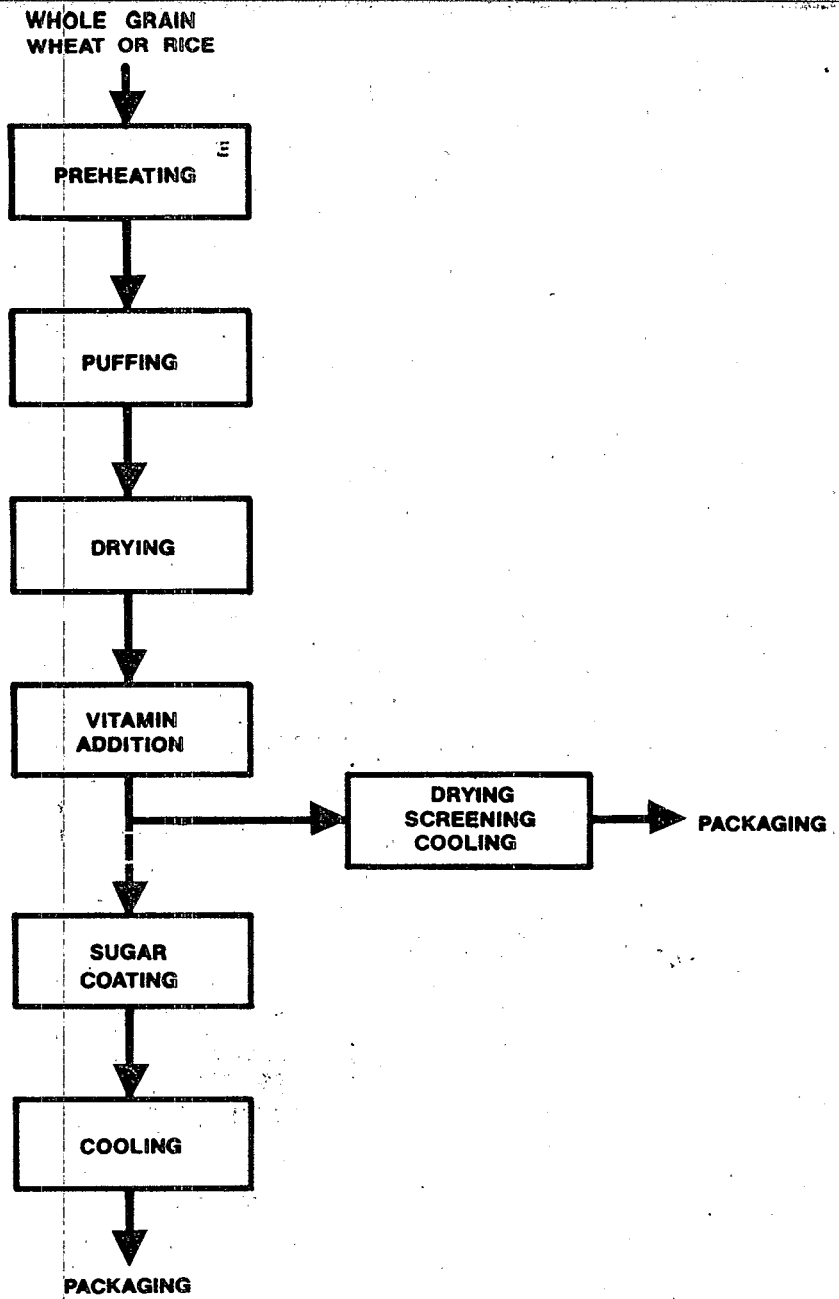 WHOLE GRAIN
WHEAT OR RICE
PREHEATING
PUFFING
DRYING
VITAMIN
ADDITION
DRYING
SCREENING
COOLING
PACKAGING
SUGAR
COATING
COOLING
PACKAGING